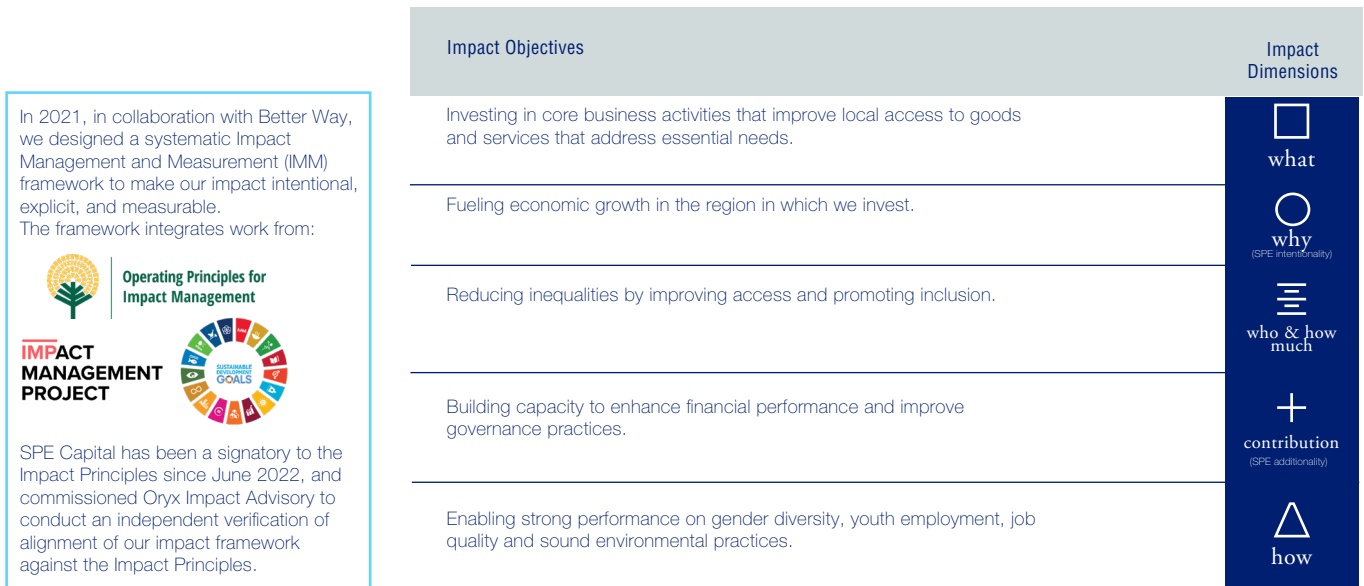 In 2021, in collaboration with Better Way,
we designed a systematic Impact
Management and Measurement (IMM)
framework to make our impact intentional,
explicit, and measurable.
The framework integrates work from:
Operating Principles for
Impact Management
IMPACT
MANAGEMENT
PROJECT
SUSTAINABLE
DEVELOPMENT
GOALS
SPE Capital has been a signatory to the
Impact Principles since June 2022, and
commissioned Oryx Impact Advisory to
conduct an independent verification of
alignment of our impact framework
against the Impact Principles.
Impact Objectives
Impact
Dimensions
Investing in core business activities that improve local access to goods
and services that address essential needs.
what
Fueling economic growth in the region in which we invest.
why
(SPE intentionality)
Reducing inequalities by improving access and promoting inclusion.
who & how
much
Building capacity to enhance financial performance and improve
governance practices.
contribution
(SPE additionality)
Enabling strong performance on gender diversity, youth employment, job
quality and sound environmental practices.
how